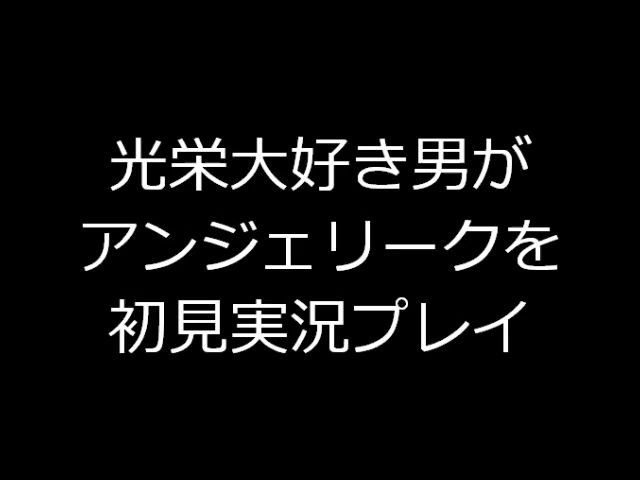 光栄大好き男が
アンジェリークを
初見実況プレイ